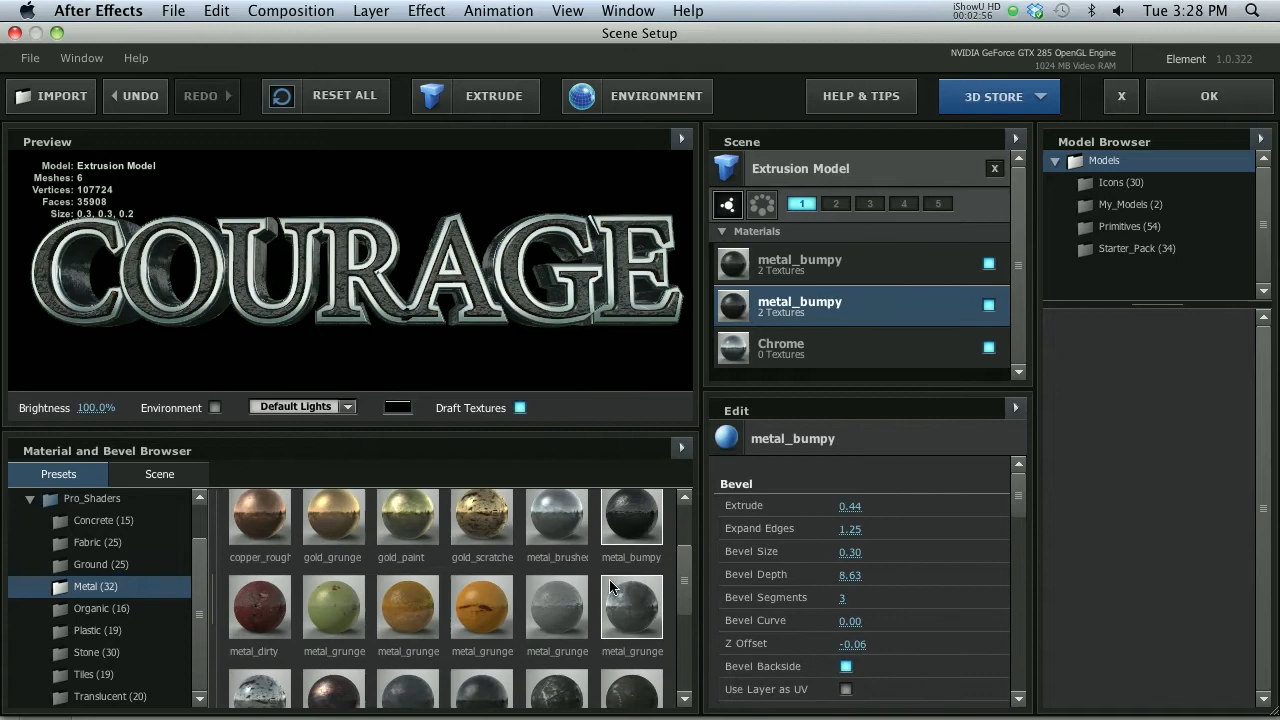 After Effects File Edit Composition Layer Effect Animation View Window Help iShowU HD 00:02:56 Tue 3:28 PM
Scene Setup
File Window Help NVIDIA GeForce GTX 285 OpenGL Engine 1024 MB Video RAM Element 1.0.322
IMPORT UNDO REDO RESET ALL EXTRUDE ENVIRONMENT HELP & TIPS 3D STORE X OK
Preview
Model: Extrusion Model
Meshes: 6
Vertices: 107724
Faces: 35908
Size: 0.3, 0.3, 0.2
COURAGE
Brightness 100.0% Environment Default Lights Draft Textures
Material and Bevel Browser
Presets Scene
Pro_Shaders
Concrete (15)
Fabric (25)
Ground (25)
Metal (32)
Organic (16)
Plastic (19)
Stone (30)
Tiles (19)
Translucent (20)
copper_rough gold_grunge gold_paint gold_scratche metal_brushe metal_bumpy
metal_dirty metal_grunge metal_grunge metal_grunge metal_grunge metal_grunge
Scene
Extrusion Model X
1 2 3 4 5
Materials
metal_bumpy
2 Textures
metal_bumpy
2 Textures
Chrome
0 Textures
Edit
metal_bumpy
Bevel
Extrude 0.44
Expand Edges 1.25
Bevel Size 0.30
Bevel Depth 8.63
Bevel Segments 3
Bevel Curve 0.00
Z Offset -0.06
Bevel Backside
Use Layer as UV
Model Browser
Models
Icons (30)
My_Models (2)
Primitives (54)
Starter_Pack (34)